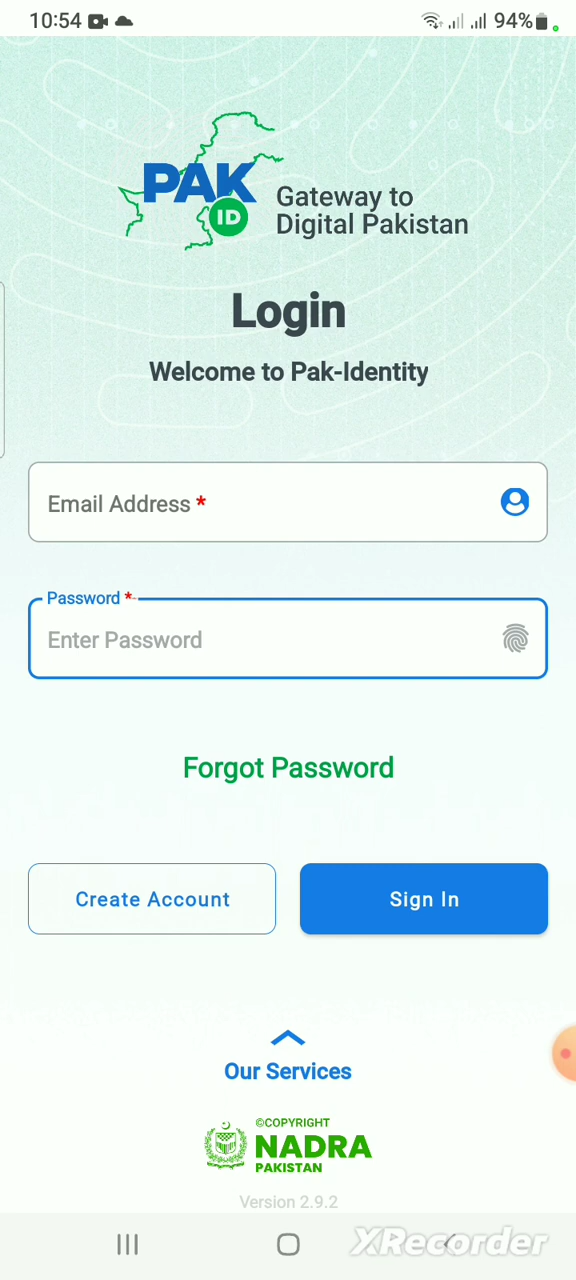 10:54 94%
PAK
ID
Gateway to
Digital Pakistan
Login
Welcome to Pak-Identity
Email Address *
Password *
Enter Password
Forgot Password
Create Account
Sign In
Our Services
©COPYRIGHT
NADRA
PAKISTAN
Version 2.9.2
XRecorder